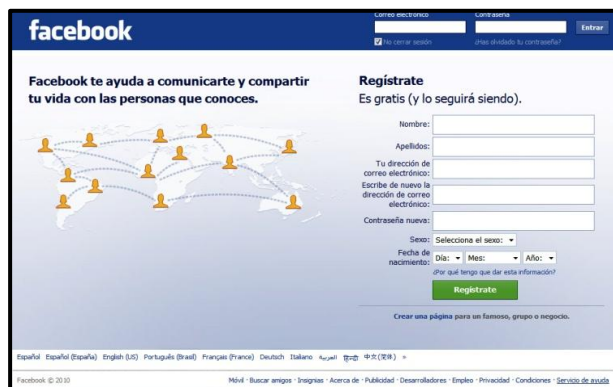 facebook
Correo electrónico
Contraseña
Entrar
No cerrar sesión
¿Has olvidado tu contraseña?
Facebook te ayuda a comunicarte y compartir
tu vida con las personas que conoces.
Regístrate
Es gratis (y lo seguirá siendo).
Nombre:
Apellidos:
Tu dirección de
correo electrónico:
Escribe de nuevo la
dirección de correo
electrónico:
Contraseña nueva:
Sexo: Selecciona el sexo:
Fecha de
nacimiento: Día: Mes: Año:
¿Por qué tengo que dar esta información?
Regístrate
Crear una página para un famoso, grupo o negocio.
Español Español (España) English (US) Português (Brasil) Français (France) Deutsch Italiano العربية हिन्दी 中文(简体) »
Facebook © 2010
Móvil · Buscar amigos · Insignias · Acerca de · Publicidad · Desarrolladores · Empleo · Privacidad · Condiciones · Servicio de ayuda